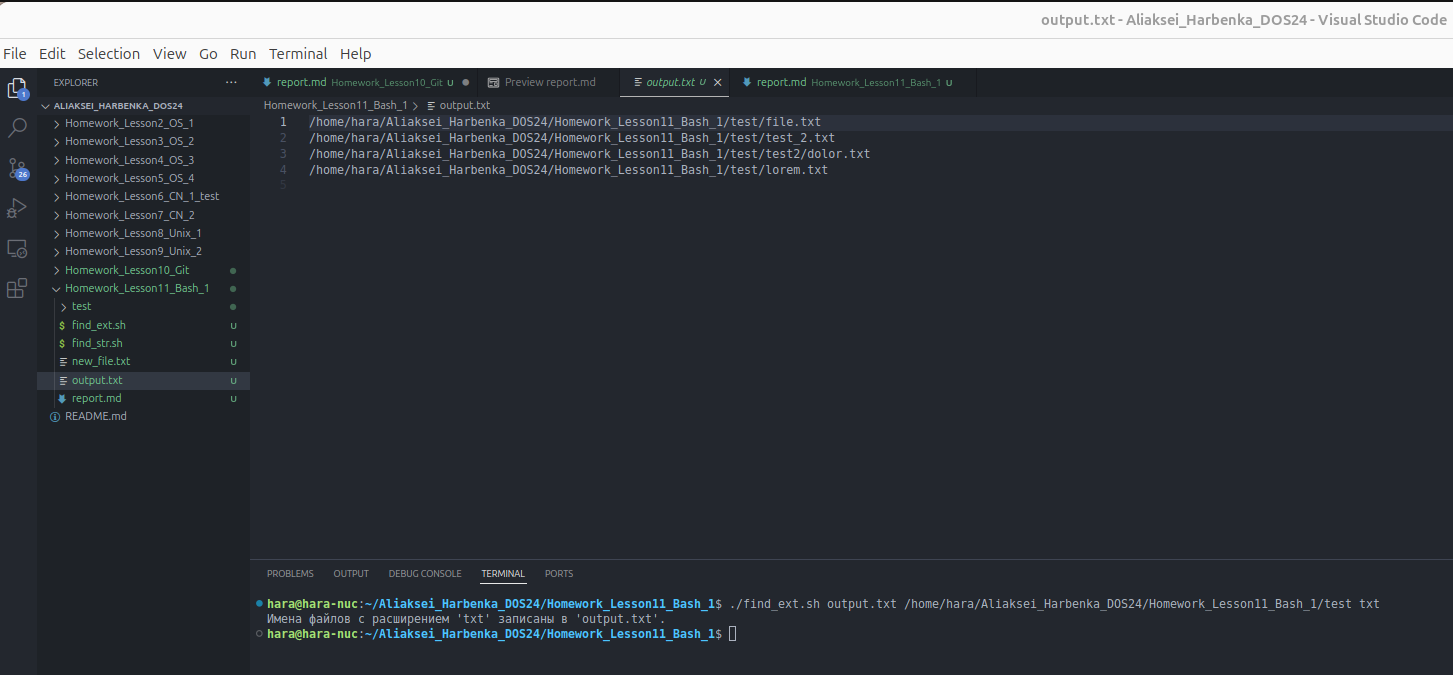 output.txt - Aliaksei_Harbenka_DOS24 - Visual Studio Code
File Edit Selection View Go Run Terminal Help
EXPLORER ···
report.md Homework_Lesson10_Git U ● Preview report.md output.txt U × report.md Homework_Lesson11_Bash_1 U
1
ALIAKSEI_HARBENKA_DOS24
Homework_Lesson2_OS_1
Homework_Lesson3_OS_2
Homework_Lesson4_OS_3
26
Homework_Lesson5_OS_4
Homework_Lesson6_CN_1_test
Homework_Lesson7_CN_2
Homework_Lesson8_Unix_1
Homework_Lesson9_Unix_2
Homework_Lesson10_Git
Homework_Lesson11_Bash_1
test
$ find_ext.sh U
$ find_str.sh U
new_file.txt U
output.txt U
report.md U
README.md
Homework_Lesson11_Bash_1 > output.txt
1 /home/hara/Aliaksei_Harbenka_DOS24/Homework_Lesson11_Bash_1/test/file.txt
2 /home/hara/Aliaksei_Harbenka_DOS24/Homework_Lesson11_Bash_1/test/test_2.txt
3 /home/hara/Aliaksei_Harbenka_DOS24/Homework_Lesson11_Bash_1/test/test2/dolor.txt
4 /home/hara/Aliaksei_Harbenka_DOS24/Homework_Lesson11_Bash_1/test/lorem.txt
5
PROBLEMS OUTPUT DEBUG CONSOLE TERMINAL PORTS
hara@hara-nuc:~/Aliaksei_Harbenka_DOS24/Homework_Lesson11_Bash_1$ ./find_ext.sh output.txt /home/hara/Aliaksei_Harbenka_DOS24/Homework_Lesson11_Bash_1/test txt
Имена файлов с расширением 'txt' записаны в 'output.txt'.
hara@hara-nuc:~/Aliaksei_Harbenka_DOS24/Homework_Lesson11_Bash_1$